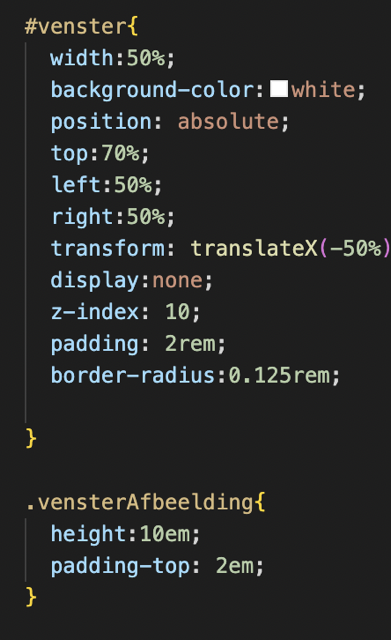 #venster{
width:50%;
background-color:white;
position: absolute;
top:70%;
left:50%;
right:50%;
transform: translateX(-50%)
display:none;
z-index: 10;
padding: 2rem;
border-radius:0.125rem;
}
.vensterAfbeelding{
height:10em;
padding-top: 2em;
}